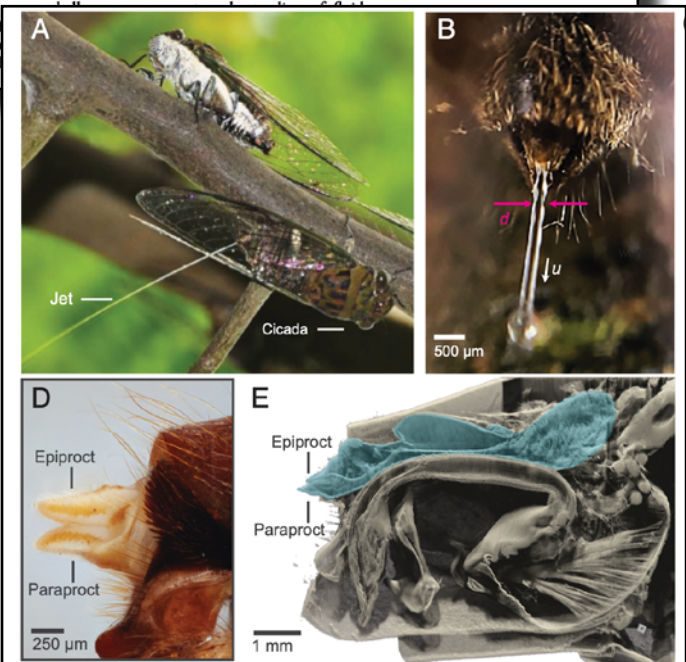 A
Jet
Cicada
B
d
u
500 µm
D
Epiproct
Paraproct
250 µm
E
Epiproct
Paraproct
1 mm